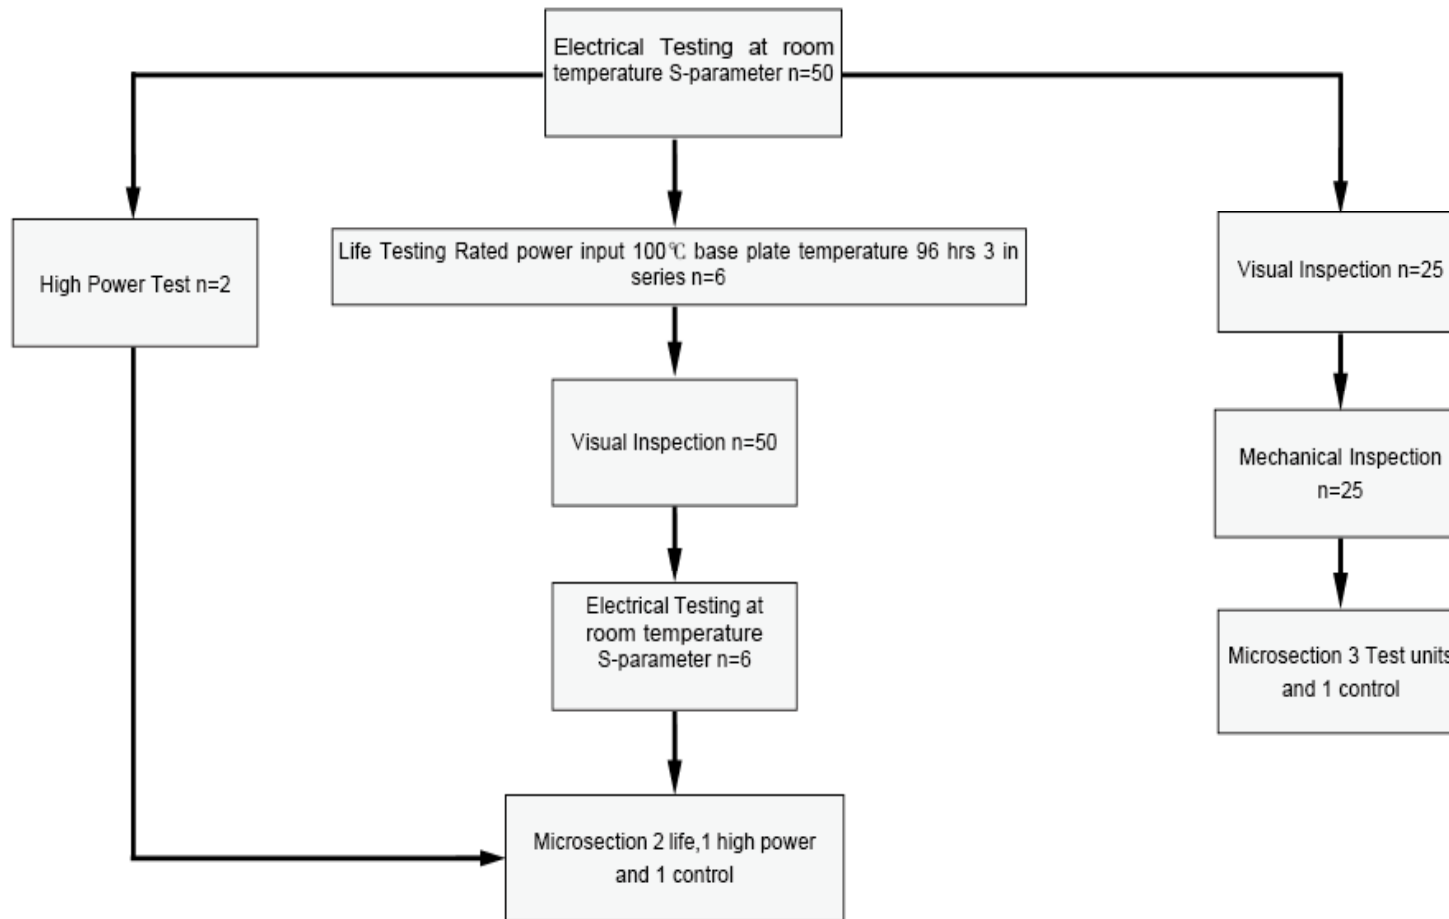 Electrical Testing at room
temperature S-parameter n=50
High Power Test n=2
Life Testing Rated power input 100℃ base plate temperature 96 hrs 3 in
series n=6
Visual Inspection n=25
Visual Inspection n=50
Mechanical Inspection
n=25
Electrical Testing at
room temperature
S-parameter n=6
Microsection 3 Test units
and 1 control
Microsection 2 life,1 high power
and 1 control